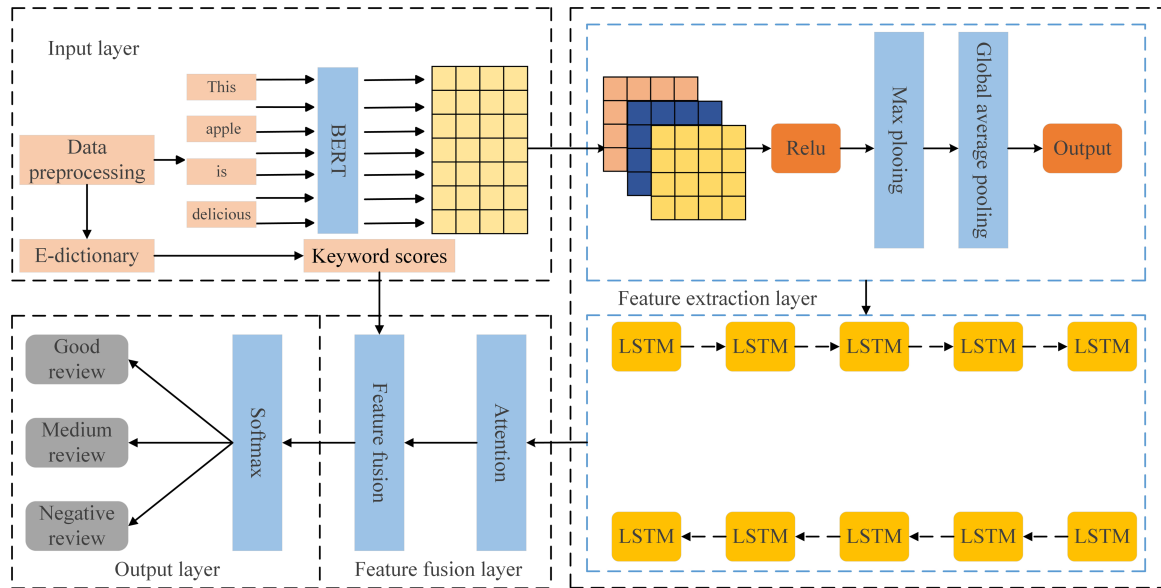 Input layer
This
apple
is
delicious
Data
preprocessing
E-dictionary
Keyword scores
BERT
Relu
Max plooing
Global average pooling
Output
Feature extraction layer
LSTM
LSTM
LSTM
LSTM
LSTM
LSTM
LSTM
LSTM
LSTM
LSTM
Attention
Feature fusion
Softmax
Good
review
Medium
review
Negative
review
Output layer
Feature fusion layer